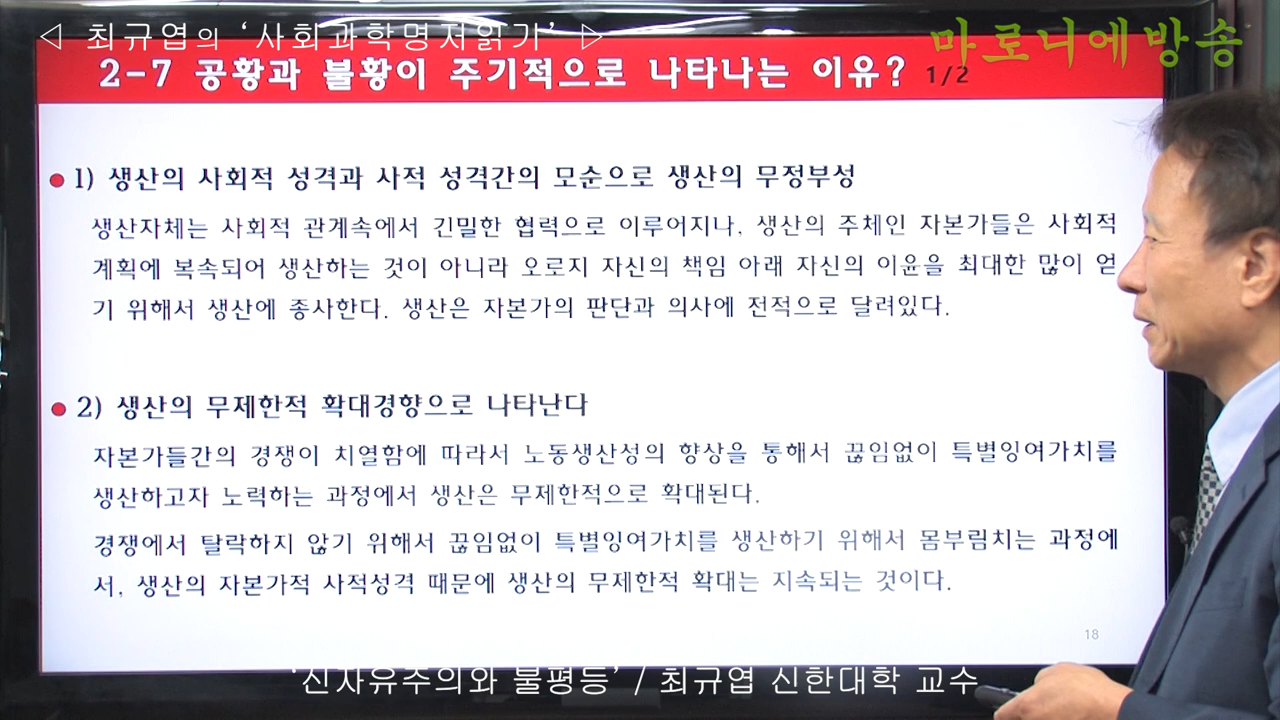 ◁ 최규엽의 ‘사회과학명저읽기’ ▷
마로니에방송
2-7 공황과 불황이 주기적으로 나타나는 이유? 1/2
● 1) 생산의 사회적 성격과 사적 성격간의 모순으로 생산의 무정부성
생산자체는 사회적 관계속에서 긴밀한 협력으로 이루어지나, 생산의 주체인 자본가들은 사회적
계획에 복속되어 생산하는 것이 아니라 오로지 자신의 책임 아래 자신의 이윤을 최대한 많이 얻
기 위해서 생산에 종사한다. 생산은 자본가의 판단과 의사에 전적으로 달려있다.
● 2) 생산의 무제한적 확대경향으로 나타난다
자본가들간의 경쟁이 치열함에 따라서 노동생산성의 향상을 통해서 끊임없이 특별잉여가치를
생산하고자 노력하는 과정에서 생산은 무제한적으로 확대된다.
경쟁에서 탈락하지 않기 위해서 끊임없이 특별잉여가치를 생산하기 위해서 몸부림치는 과정에
서, 생산의 자본가적 사적성격 때문에 생산의 무제한적 확대는 지속되는 것이다.
18
‘신자유주의와 불평등’ / 최규엽 신한대학 교수